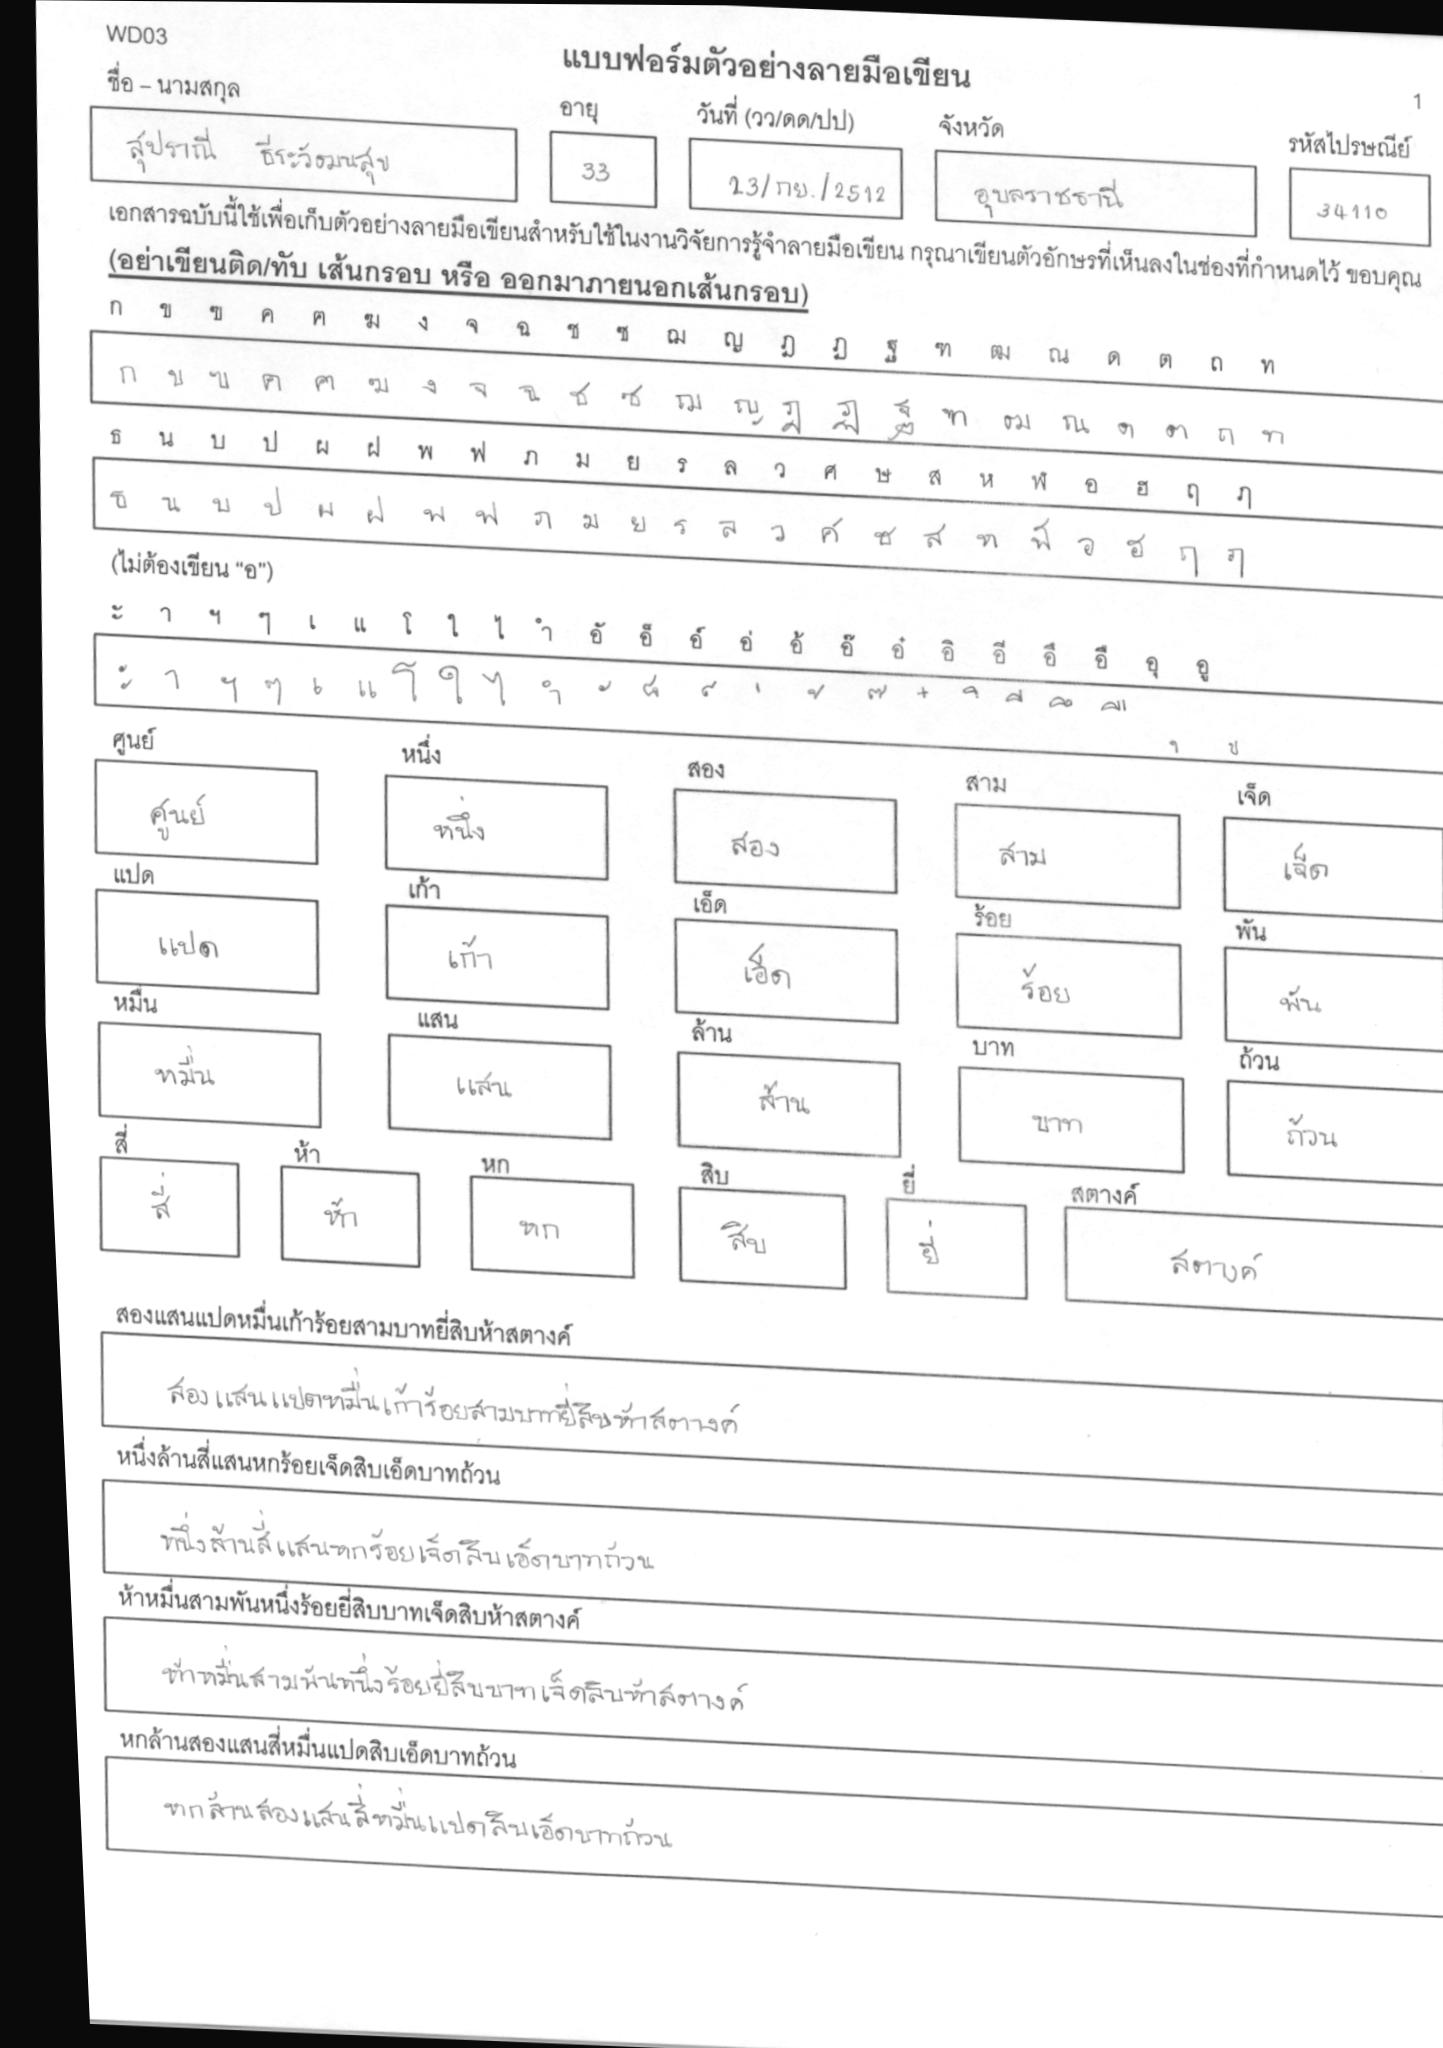 WD03
แบบฟอร์มตัวอย่างลายมือเขียน
1
ชื่อ – นามสกุล อายุ วันที่ (วว/ดด/ปป) จังหวัด รหัสไปรษณีย์
สุปราณี ธีระวังมนสุข 33 23/กย./2512 อุบลราชธานี 34110
เอกสารฉบับนี้ใช้เพื่อเก็บตัวอย่างลายมือเขียนสำหรับใช้ในงานวิจัยการรู้จำลายมือเขียน กรุณาเขียนตัวอักษรที่เห็นลงในช่องที่กำหนดไว้ ขอบคุณ
(อย่าเขียนติด/ทับ เส้นกรอบ หรือ ออกมาภายนอกเส้นกรอบ)
ก ข ฃ ค ฅ ฆ ง จ ฉ ช ซ ฌ ญ ฎ ฏ ฐ ฑ ฒ ณ ด ต ถ ท
ก ข ฃ ค ฅ ฆ ง จ ฉ ช ซ ฌ ญ ฎ ฏ ฐ ฑ ฒ ณ ด ต ถ ท
ธ น บ ป ผ ฝ พ ฟ ภ ม ย ร ล ว ศ ษ ส ห ฬ อ ฮ ฤ ฦ
ธ น บ ป ผ ฝ พ ฟ ภ ม ย ร ล ว ศ ษ ส ห ฬ อ ฮ ฤ ฦ
(ไม่ต้องเขียน “อ”)
ะ า ฯ ๆ เ แ โ ใ ไ ำ อั อ็ อ์ อ่ อ้ อ๊ อ๋ อิ อี อึ อื อุ อู
ะ า ฯ ๆ เ แ โ ใ ไ ำ ั ็ ์ ่ ้ ๊ ๋ ิ ี ึ ื ุ ู
ศูนย์ หนึ่ง สอง สาม เจ็ด
ศูนย์ หนึ่ง สอง สาม เจ็ด
แปด เก้า เอ็ด ร้อย พัน
แปด เก้า เอ็ด ร้อย พัน
หมื่น แสน ล้าน บาท ถ้วน
หมื่น แสน ล้าน บาท ถ้วน
สี่ ห้า หก สิบ ยี่ สตางค์
สี่ ห้า หก สิบ ยี่ สตางค์
สองแสนแปดหมื่นเก้าร้อยสามบาทยี่สิบห้าสตางค์
สองแสนแปดหมื่นเก้าร้อยสามบาทยี่สิบห้าสตางค์
หนึ่งล้านสี่แสนหกร้อยเจ็ดสิบเอ็ดบาทถ้วน
หนึ่งล้านสี่แสนหกร้อยเจ็ดสิบเอ็ดบาทถ้วน
ห้าหมื่นสามพันหนึ่งร้อยยี่สิบบาทเจ็ดสิบห้าสตางค์
ห้าหมื่นสามพันหนึ่งร้อยยี่สิบบาทเจ็ดสิบห้าสตางค์
หกล้านสองแสนสี่หมื่นแปดสิบเอ็ดบาทถ้วน
หกล้านสองแสนสี่หมื่นแปดสิบเอ็ดบาทถ้วน